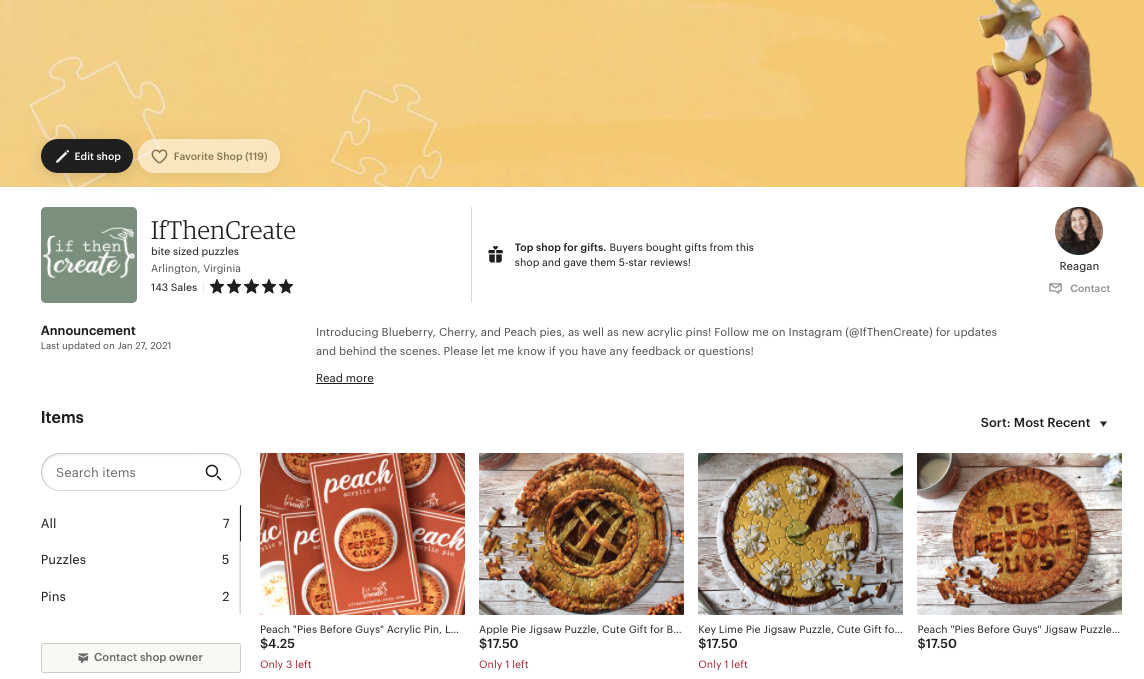 Edit shop
Favorite Shop (119)
{if then
create}
IfThenCreate
bite sized puzzles
Arlington, Virginia
143 Sales
Top shop for gifts. Buyers bought gifts from this
shop and gave them 5-star reviews!
Reagan
Contact
Announcement
Last updated on Jan 27, 2021
Introducing Blueberry, Cherry, and Peach pies, as well as new acrylic pins! Follow me on Instagram (@IfThenCreate) for updates
and behind the scenes. Please let me know if you have any feedback or questions!
Read more
Items
Sort: Most Recent
Search items
All 7
Puzzles 5
Pins 2
Contact shop owner
peach
acrylic pin
PIES
BEFORE
GUYS
{if then
create}
ifthencreate.etsy.com
each
PIES
BEFORE
GUYS
Peach "Pies Before Guys" Acrylic Pin, L...
$4.25
Only 3 left
Apple Pie Jigsaw Puzzle, Cute Gift for B...
$17.50
Only 1 left
Key Lime Pie Jigsaw Puzzle, Cute Gift fo...
$17.50
Only 1 left
Peach "Pies Before Guys" Jigsaw Puzzle...
$17.50